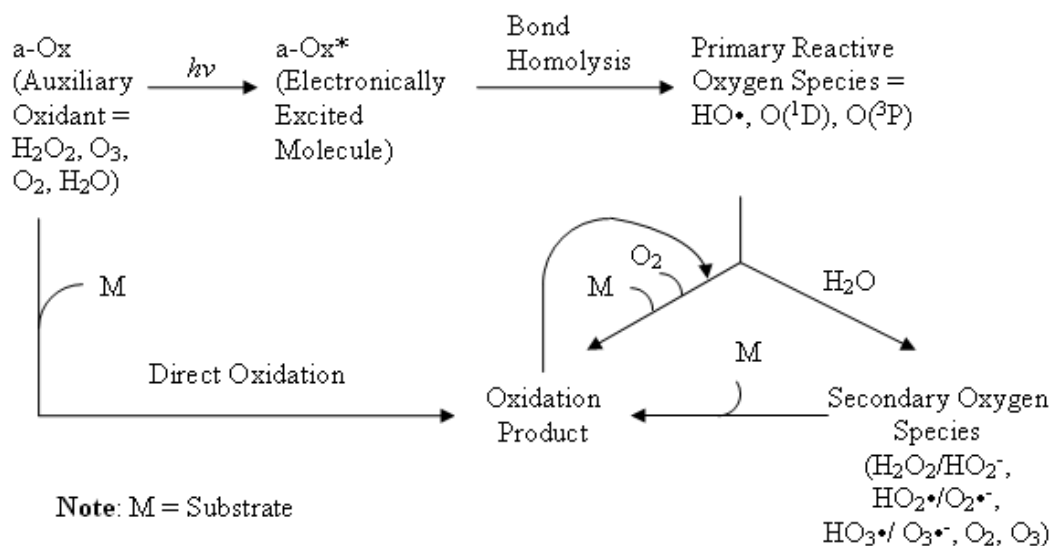 a-Ox
(Auxiliary
Oxidant =
H₂O₂, O₃,
O₂, H₂O)
hν
a-Ox*
(Electronically
Excited
Molecule)
Bond
Homolysis
Primary Reactive
Oxygen Species =
HO•, O(¹D), O(³P)
M
Direct Oxidation
M
O₂
H₂O
M
Oxidation
Product
Secondary Oxygen
Species
(H₂O₂/HO₂⁻,
HO₂•/O₂•⁻,
HO₃•/ O₃•⁻, O₂, O₃)
Note: M = Substrate